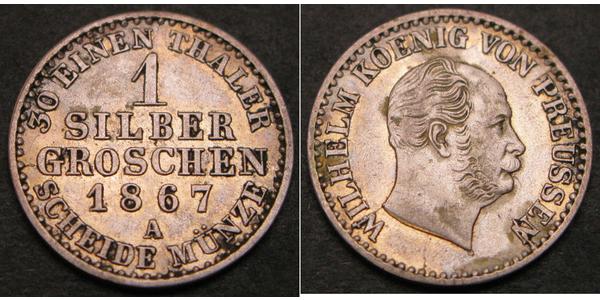 30 EINEN THALER
1
SILBER
GROSCHEN
1867
A
SCHEIDE MÜNZE
WILHELM KOENIG VON PREUSSEN